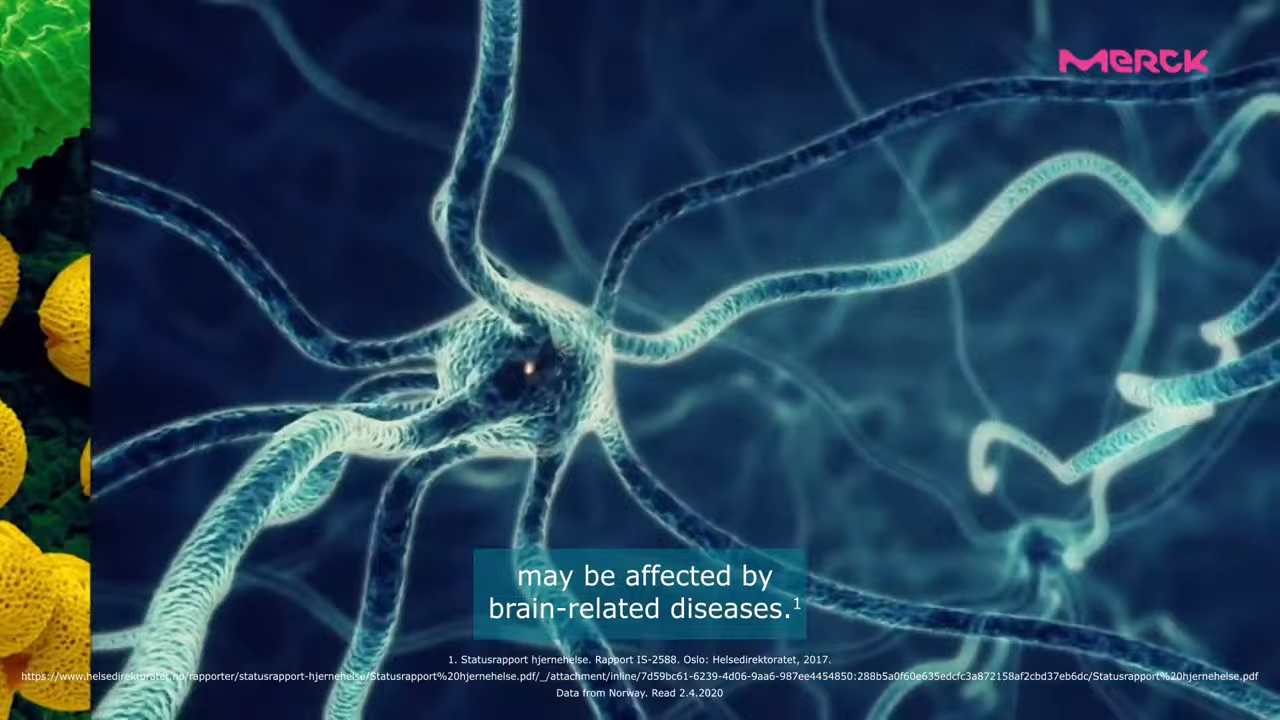 MERCK
may be affected by
brain-related diseases.1
1. Statusrapport hjernehelse. Rapport IS-2588. Oslo: Helsedirektoratet, 2017.
https://www.helsedirektoratet.no/rapporter/statusrapport-hjernehelse/Statusrapport%20hjernehelse.pdf/_/attachment/inline/7d59bc61-6239-4d06-9aa6-987ee4454850:288b5a0f60e635edcfc3a872158af2cbd37eb6dc/Statusrapport%20hjernehelse.pdf
Data from Norway. Read 2.4.2020